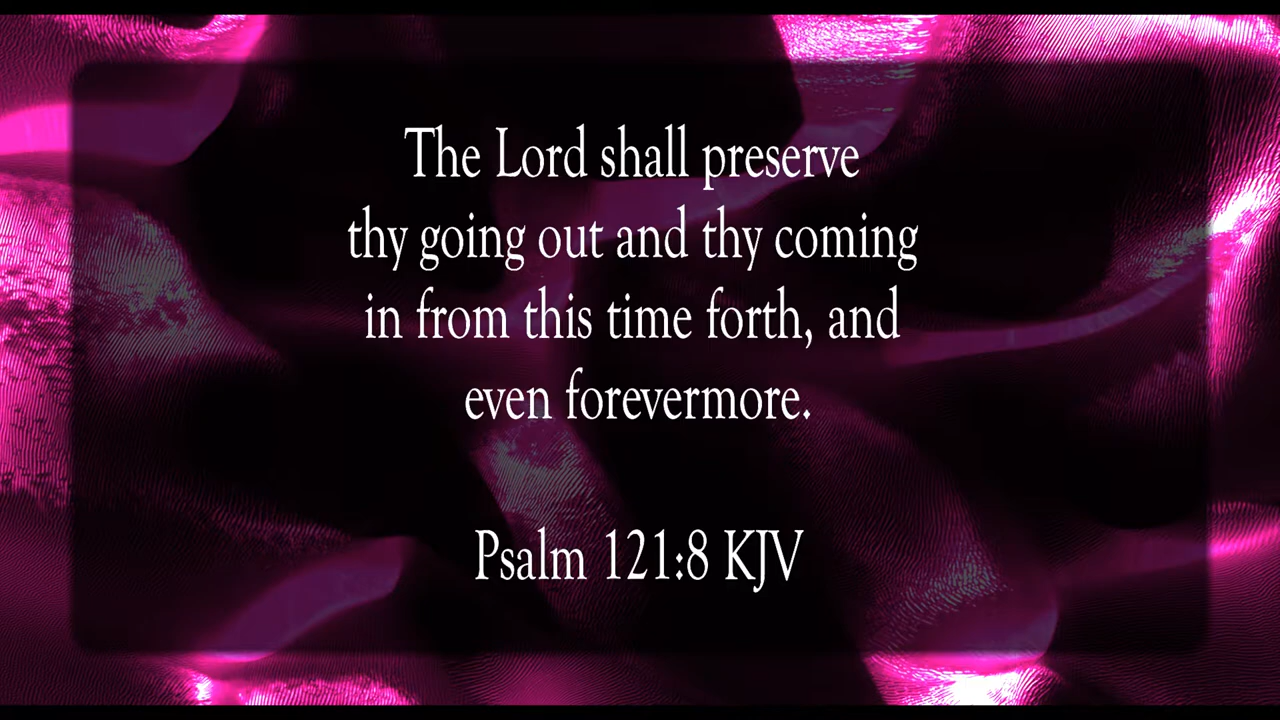 The Lord shall preserve
thy going out and thy coming
in from this time forth, and
even forevermore.
Psalm 121:8 KJV